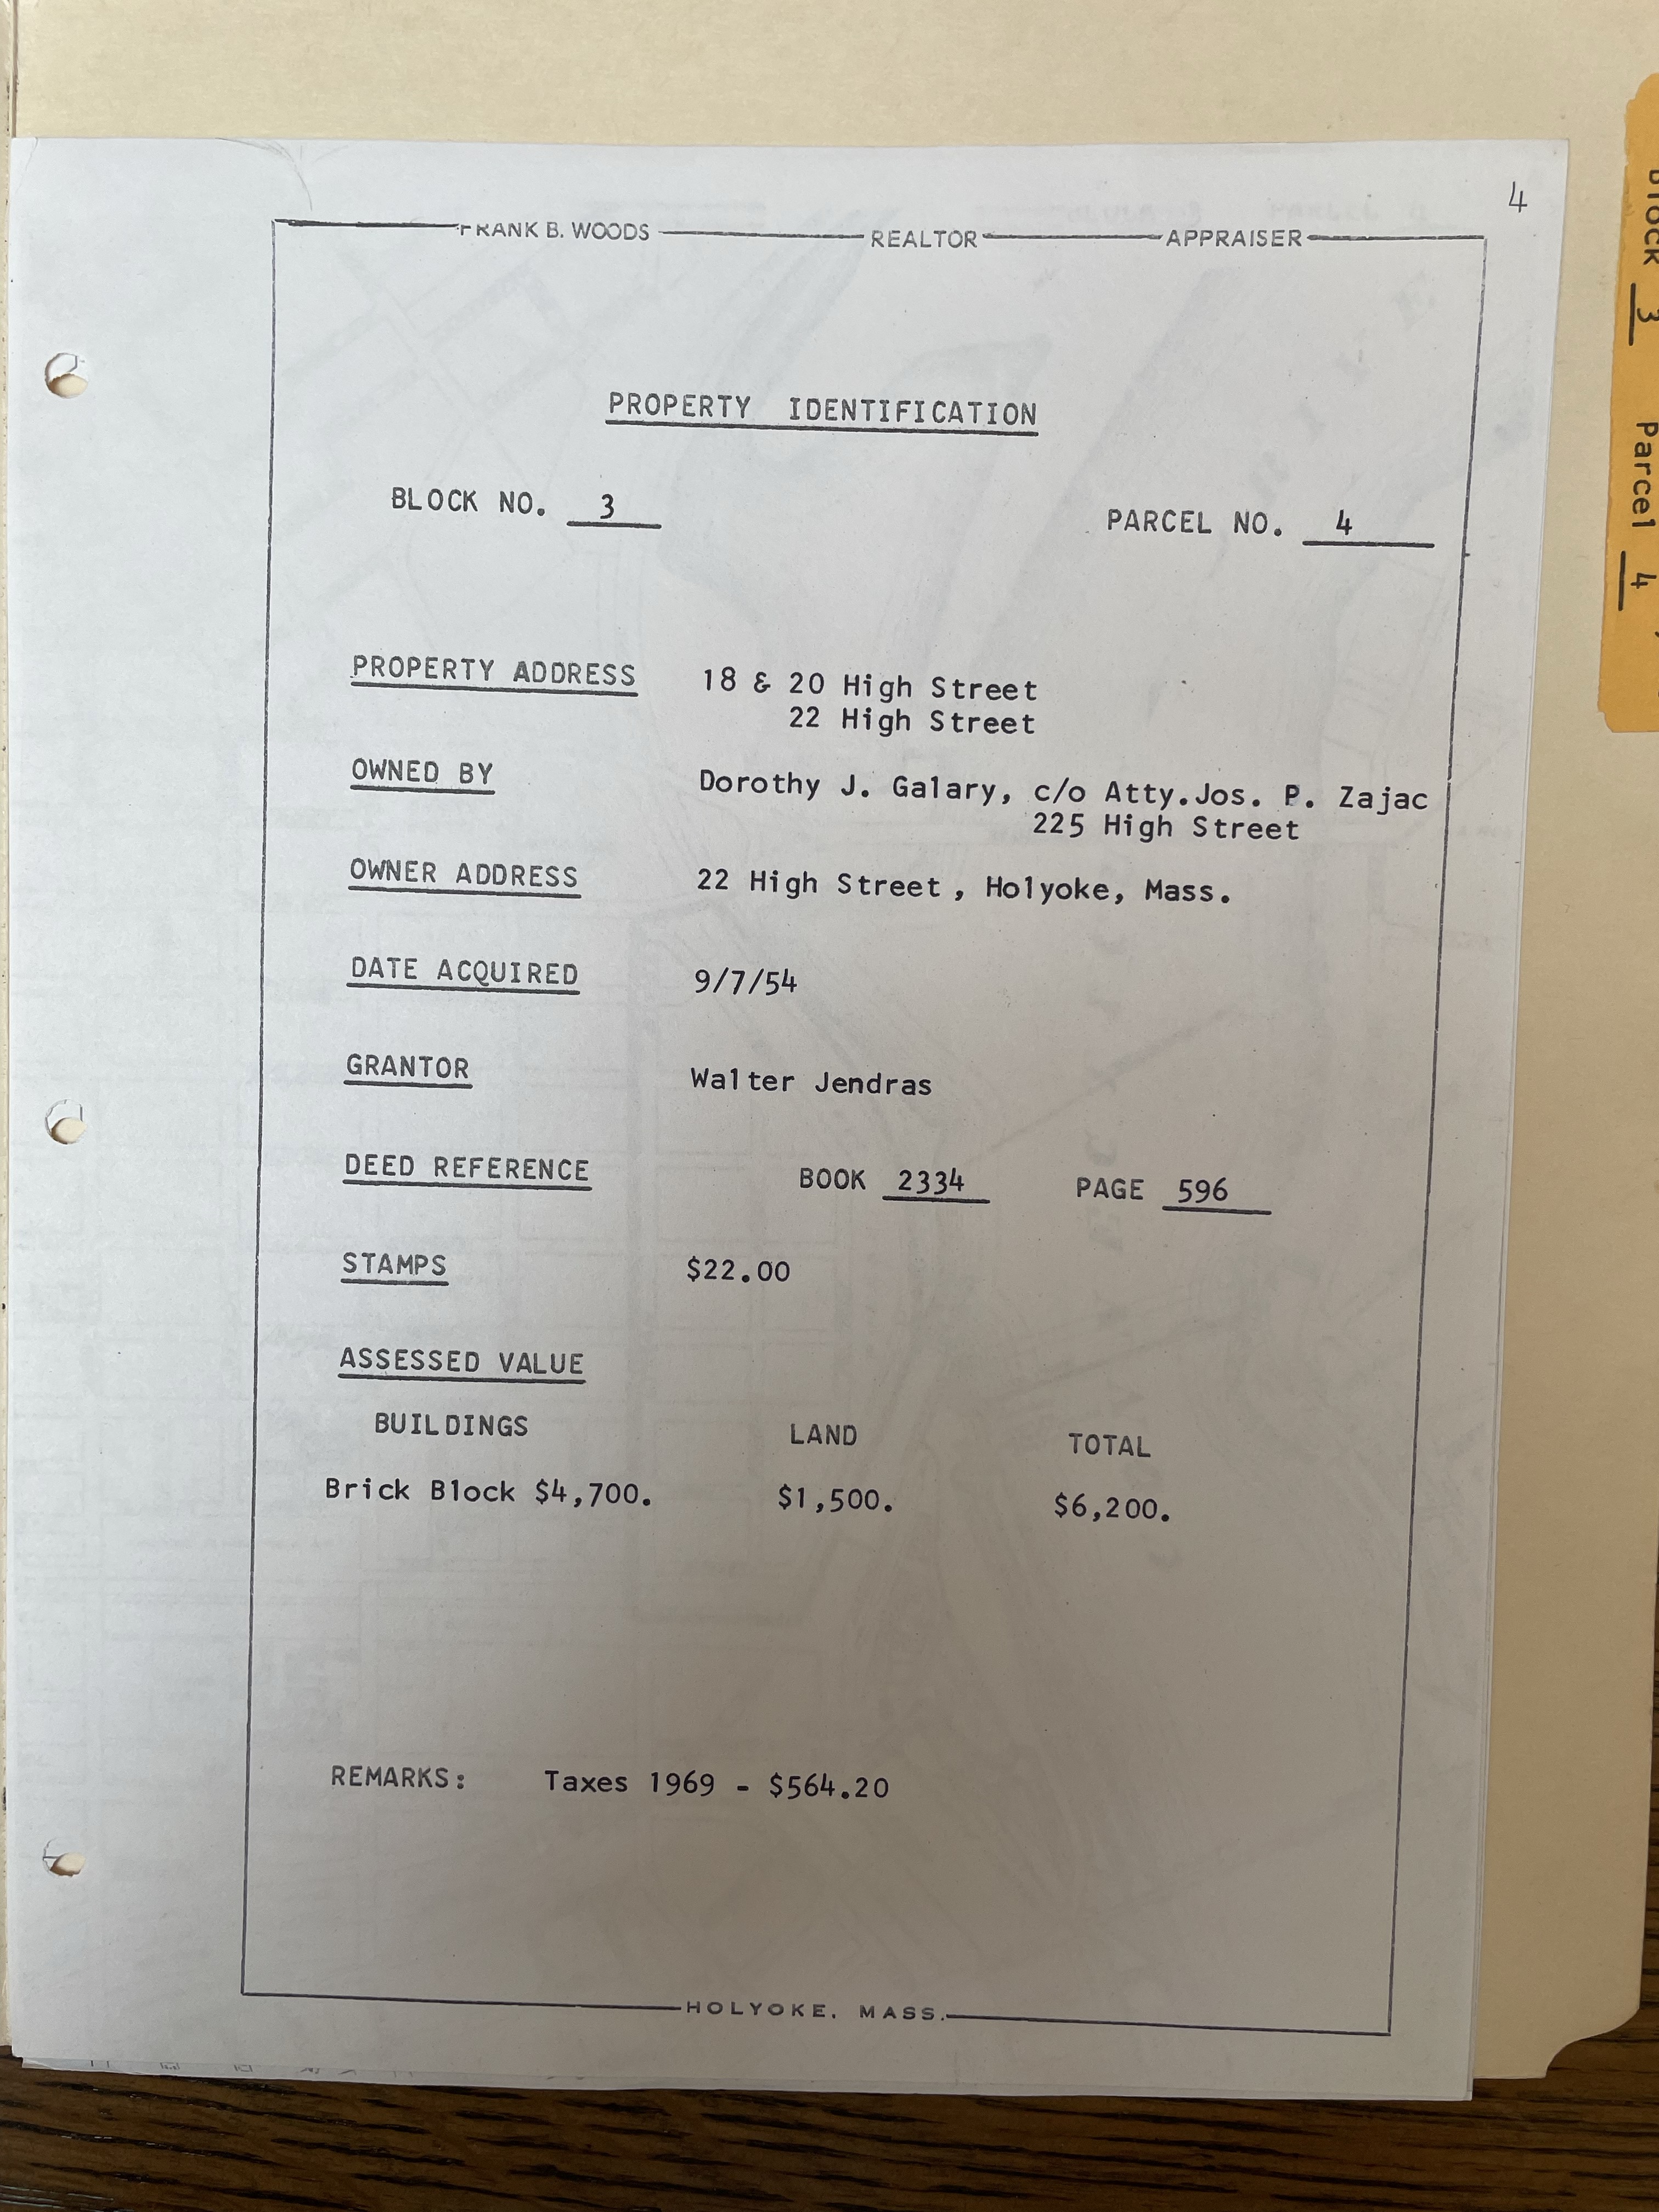 4
FRANK B. WOODS REALTOR APPRAISER
PROPERTY IDENTIFICATION
BLOCK NO. 3 PARCEL NO. 4
PROPERTY ADDRESS 18 & 20 High Street
22 High Street
OWNED BY Dorothy J. Galary, c/o Atty.Jos. P. Zajac
225 High Street
OWNER ADDRESS 22 High Street, Holyoke, Mass.
DATE ACQUIRED 9/7/54
GRANTOR Walter Jendras
DEED REFERENCE BOOK 2334 PAGE 596
STAMPS $22.00
ASSESSED VALUE
BUILDINGS LAND TOTAL
Brick Block $4,700. $1,500. $6,200.
REMARKS: Taxes 1969 - $564.20
HOLYOKE, MASS.
Block 3 Parcel 4